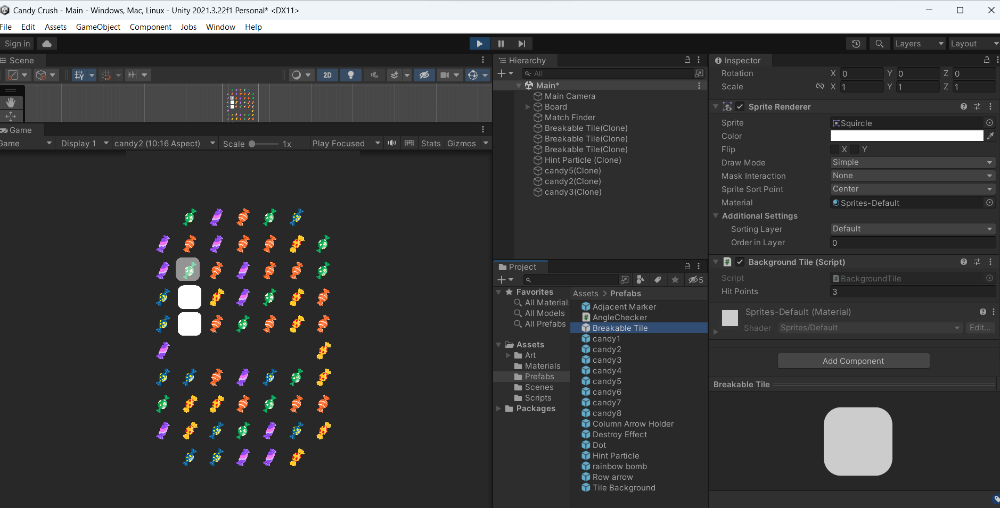 Candy Crush - Main - Windows, Mac, Linux - Unity 2021.3.22f1 Personal* <DX11>
File Edit Assets GameObject Component Jobs Window Help
Sign in
Layers Layout
Scene
2D
Game
Game Display 1 candy2 (10:16 Aspect) Scale 1x Play Focused Stats Gizmos
Hierarchy
All
Main*
Main Camera
Board
Match Finder
Breakable Tile(Clone)
Breakable Tile(Clone)
Breakable Tile(Clone)
Hint Particle (Clone)
candy5(Clone)
candy2(Clone)
candy3(Clone)
Project
5
Favorites
All Materials
All Models
All Prefabs
Assets
Art
Materials
Prefabs
Scenes
Scripts
Packages
Assets > Prefabs
Adjacent Marker
AngleChecker
Breakable Tile
candy1
candy2
candy3
candy4
candy5
candy6
candy7
candy8
Column Arrow Holder
Destroy Effect
Dot
Hint Particle
rainbow bomb
Row arrow
Tile Background
Inspector
Rotation X 0 Y 0 Z 0
Scale X 1 Y 1 Z 1
Sprite Renderer
Sprite Squircle
Color
Flip X Y
Draw Mode Simple
Mask Interaction None
Sprite Sort Point Center
Material Sprites-Default
Additional Settings
Sorting Layer Default
Order in Layer 0
# Background Tile (Script)
Script # BackgroundTile
Hit Points 3
Sprites-Default (Material)
Shader Sprites/Default Edit...
Add Component
Breakable Tile